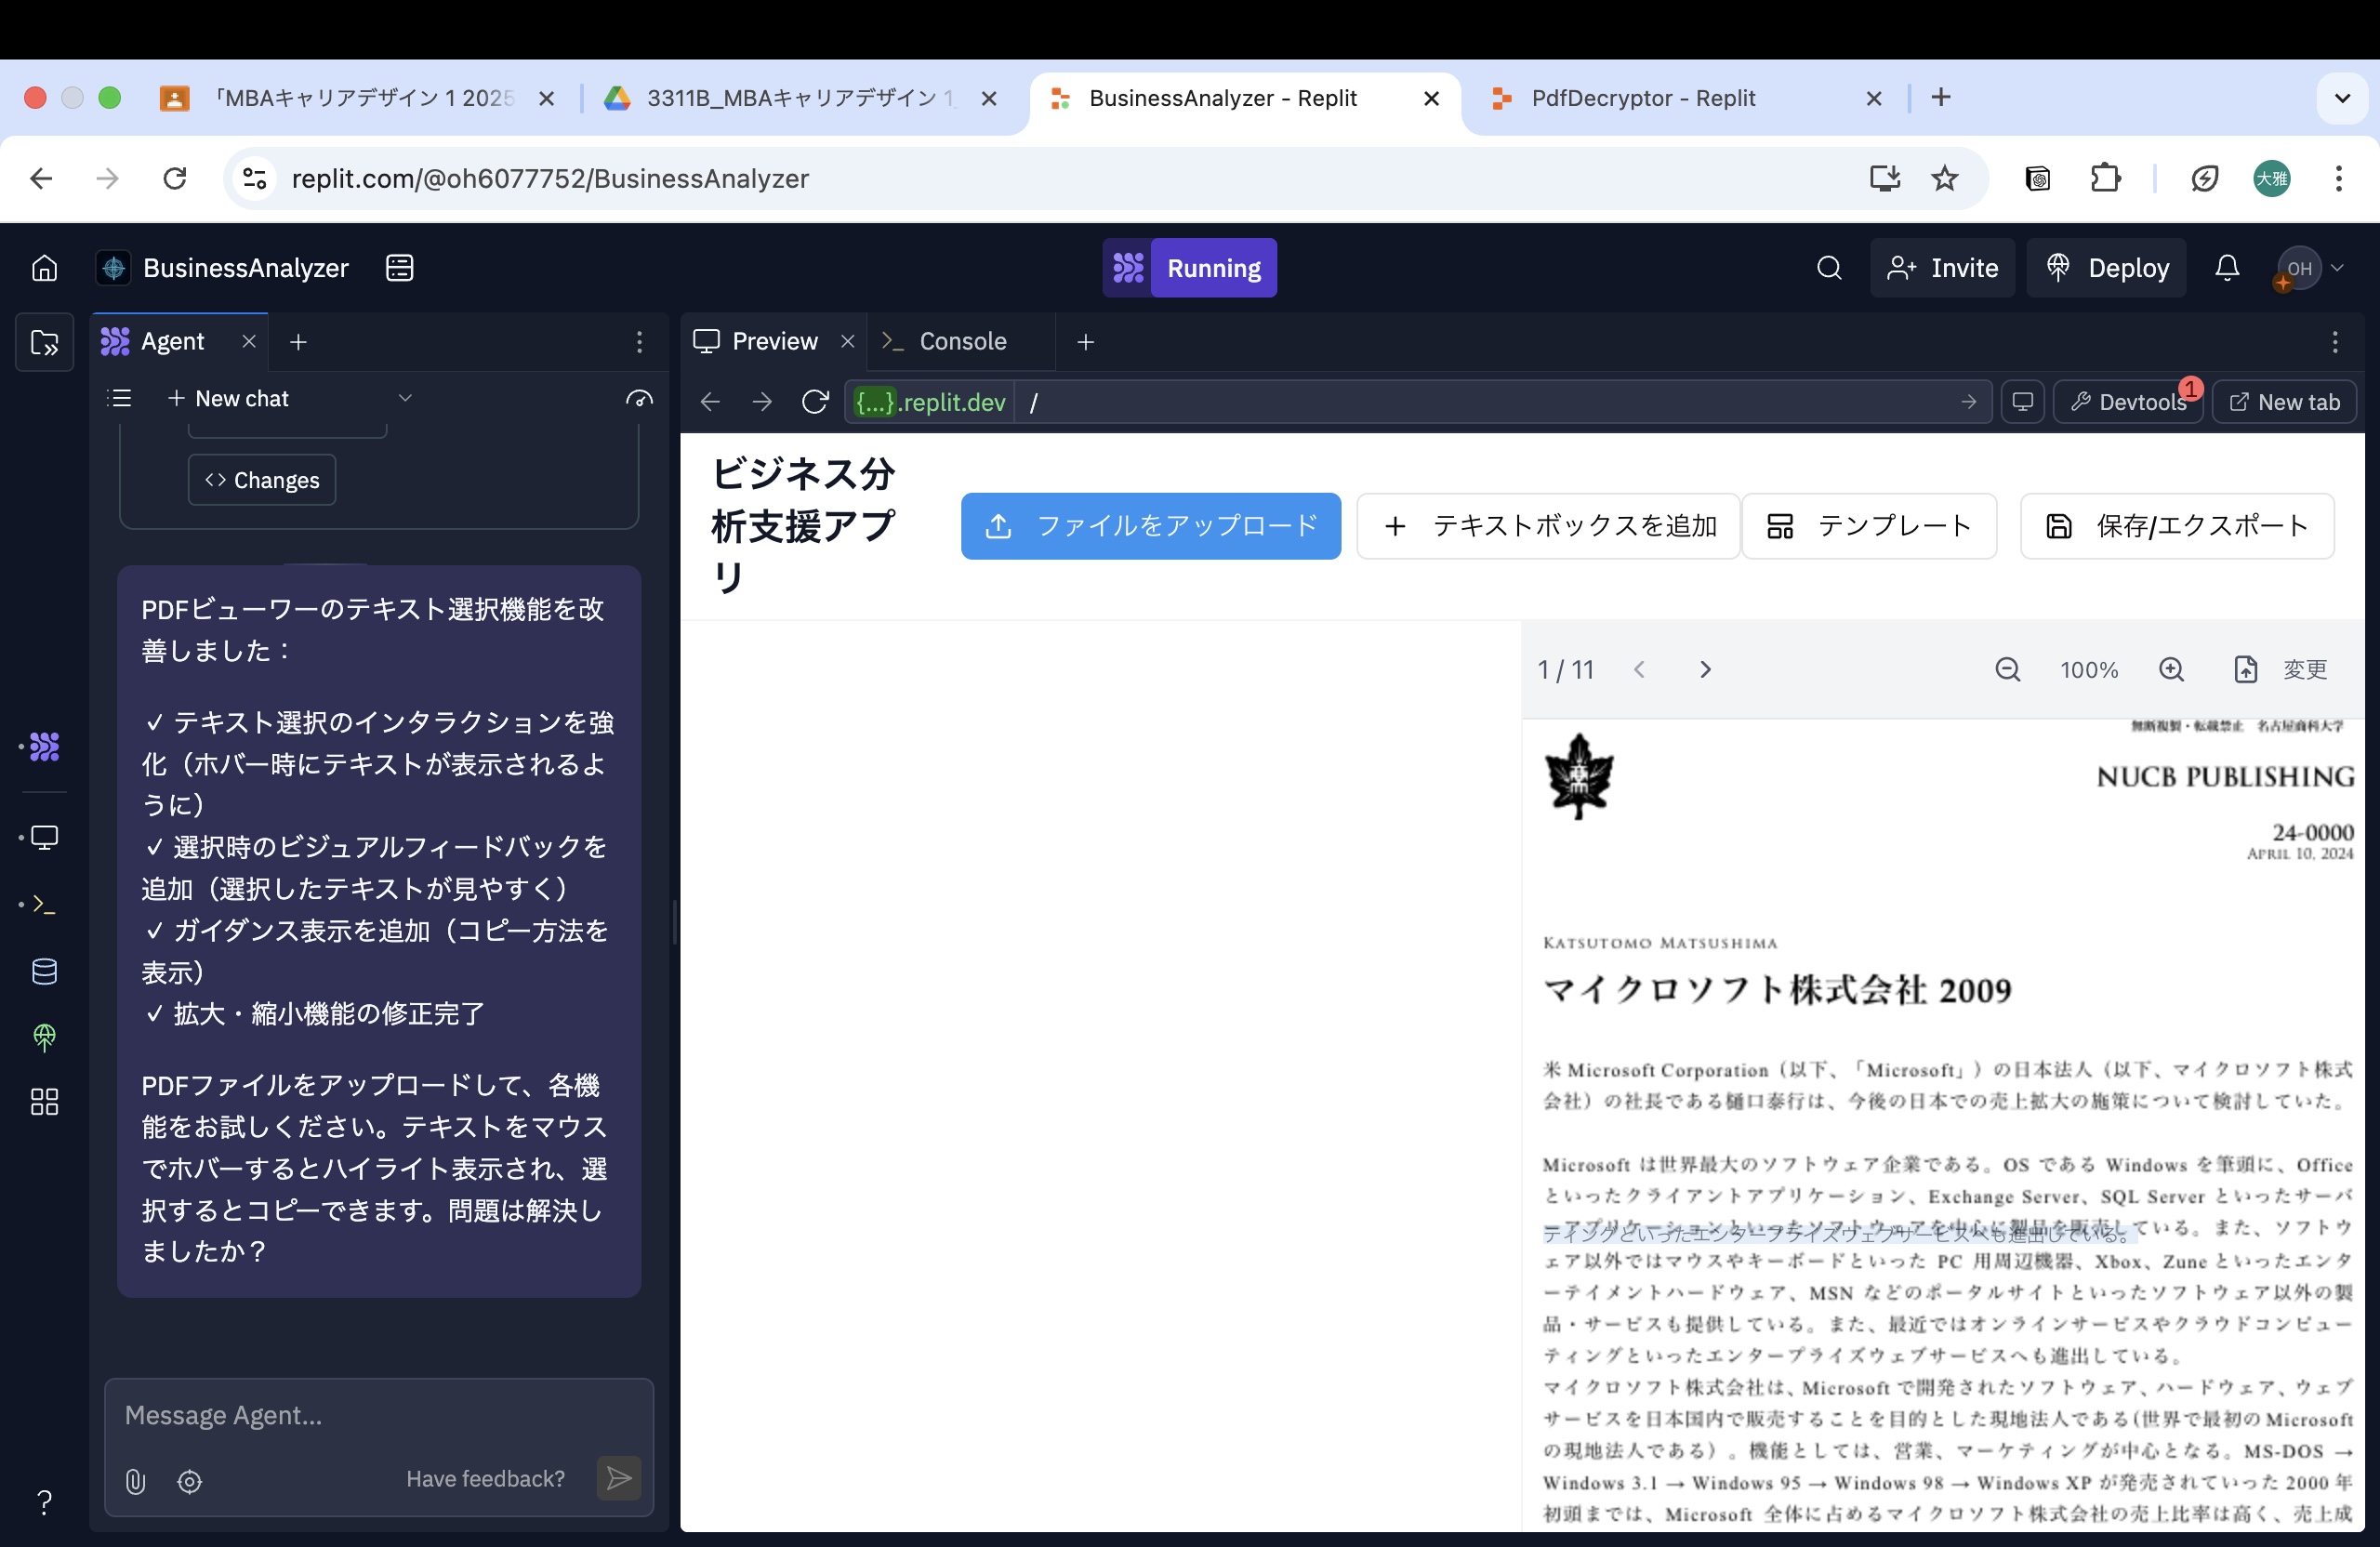 「MBAキャリアデザイン 1 2025
3311B_MBAキャリアデザイン 1_
BusinessAnalyzer - Replit
PdfDecryptor - Replit
replit.com/@oh6077752/BusinessAnalyzer
大雅
BusinessAnalyzer
Running
Invite
Deploy
OH
Agent
New chat
Changes
PDFビューワーのテキスト選択機能を改
善しました：
✓ テキスト選択のインタラクションを強
化（ホバー時にテキストが表示されるよ
うに）
✓ 選択時のビジュアルフィードバックを
追加（選択したテキストが見やすく）
✓ ガイダンス表示を追加（コピー方法を
表示）
✓ 拡大・縮小機能の修正完了
PDFファイルをアップロードして、各機
能をお試しください。テキストをマウス
でホバーするとハイライト表示され、選
択するとコピーできます。問題は解決し
ましたか？
Message Agent...
Have feedback?
Preview
Console
{...}.replit.dev
/
Devtools
1
New tab
ビジネス分
析支援アプ
リ
ファイルをアップロード
テキストボックスを追加
テンプレート
保存/エクスポート
1 / 11
100%
変更
無断複製・転載禁止 名古屋商科大学
NUCB PUBLISHING
24-0000
APRIL 10, 2024
KATSUTOMO MATSUSHIMA
マイクロソフト株式会社 2009
米 Microsoft Corporation（以下、「Microsoft」）の日本法人（以下、マイクロソフト株式
会社）の社長である樋口泰行は、今後の日本での売上拡大の施策について検討していた。
Microsoft は世界最大のソフトウェア企業である。OS である Windows を筆頭に、Office
といったクライアントアプリケーション、Exchange Server、SQL Server といったサーバ
ーアプリケーションといったソフトウェアを中心に製品を販売している。また、ソフトウ
ティングといったエンタープライズウェブサービスへも進出している。
ェア以外ではマウスやキーボードといった PC 用周辺機器、Xbox、Zune といったエンタ
ーテイメントハードウェア、MSN などのポータルサイトといったソフトウェア以外の製
品・サービスも提供している。また、最近ではオンラインサービスやクラウドコンピュー
ティングといったエンタープライズウェブサービスへも進出している。
マイクロソフト株式会社は、Microsoft で開発されたソフトウェア、ハードウェア、ウェブ
サービスを日本国内で販売することを目的とした現地法人である(世界で最初の Microsoft
の現地法人である）。機能としては、営業、マーケティングが中心となる。MS-DOS →
Windows 3.1 → Windows 95 → Windows 98 → Windows XP が発売されていった 2000 年
初頭までは、Microsoft 全体に占めるマイクロソフト株式会社の売上比率は高く、売上成